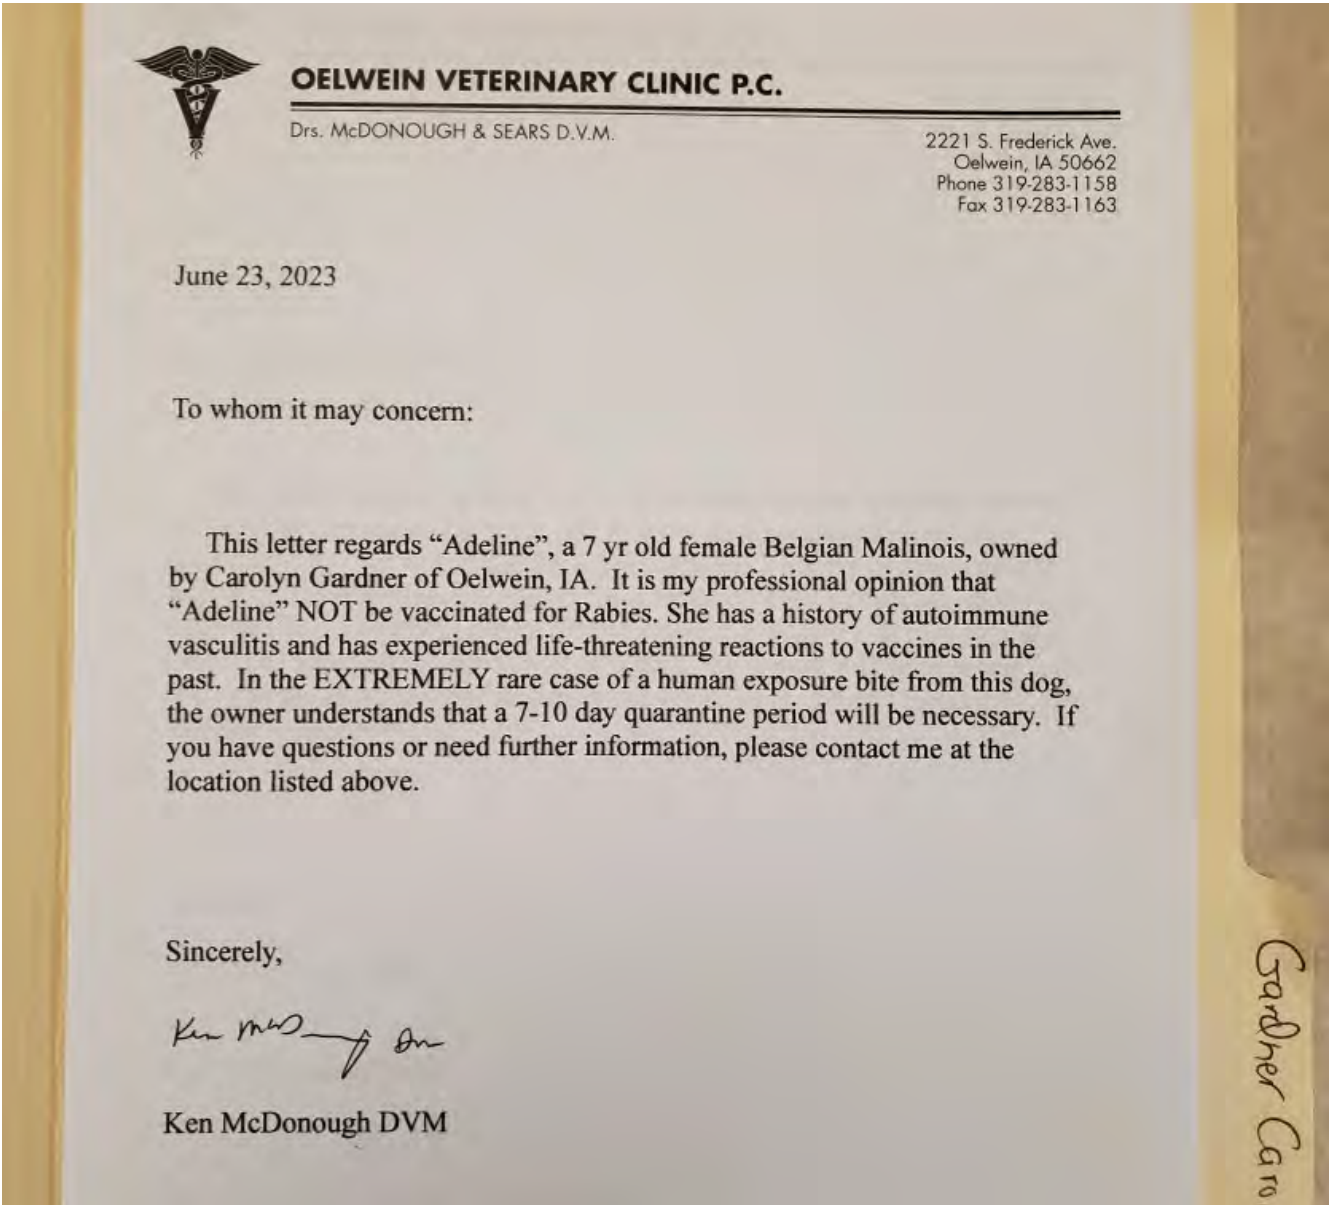 OELWEIN VETERINARY CLINIC P.C.
Drs. McDONOUGH & SEARS D.V.M.
2221 S. Frederick Ave.
Oelwein, IA 50662
Phone 319-283-1158
Fax 319-283-1163
June 23, 2023
To whom it may concern:
This letter regards “Adeline”, a 7 yr old female Belgian Malinois, owned
by Carolyn Gardner of Oelwein, IA.  It is my professional opinion that
“Adeline” NOT be vaccinated for Rabies. She has a history of autoimmune
vasculitis and has experienced life-threatening reactions to vaccines in the
past.  In the EXTREMELY rare case of a human exposure bite from this dog,
the owner understands that a 7-10 day quarantine period will be necessary.  If
you have questions or need further information, please contact me at the
location listed above.
Sincerely,
Ken
Ken McDonough DVM
Gardner Caro